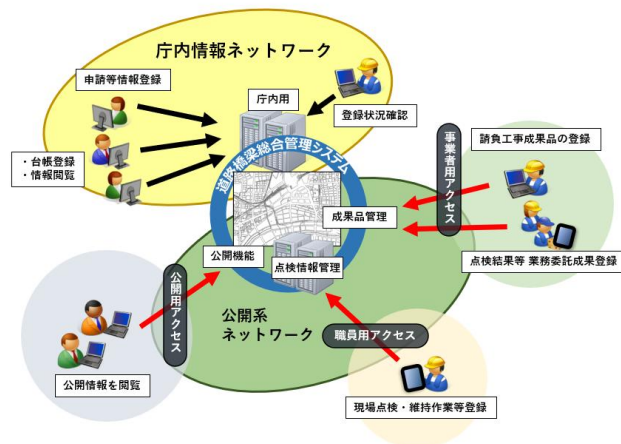 庁内情報ネットワーク
申請等情報登録
庁内用
登録状況確認
・台帳登録
・情報閲覧
道路橋梁総合管理システム
事業者用アクセス
請負工事成果品の登録
成果品管理
公開機能
点検情報管理
点検結果等 業務委託成果登録
公開用アクセス
公開系
ネットワーク
職員用アクセス
公開情報を閲覧
現場点検・維持作業等登録